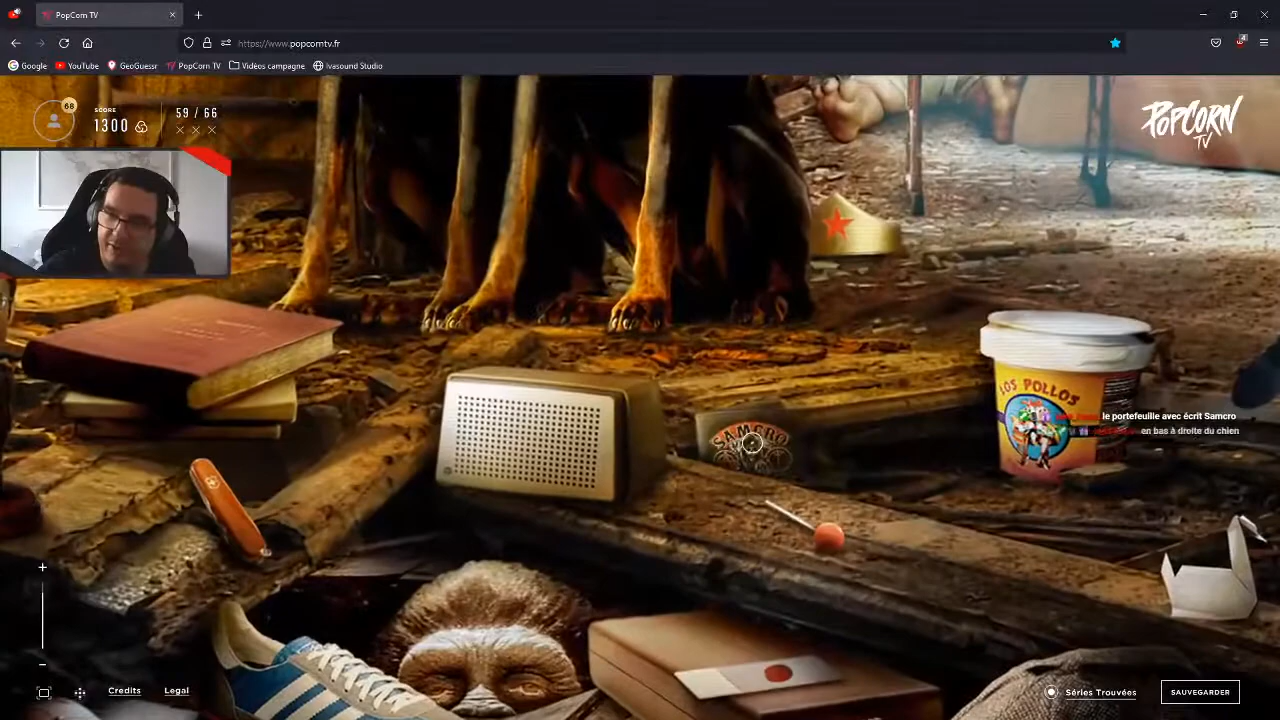 PopCorn TV
https://www.popcorntv.fr
4
Google
YouTube
GeoGuessr
PopCorn TV
Vidéos campagne
Ivasound Studio
68
SCORE
1300
59 / 66
POPCORN
TV
LOS POLLOS
le portefeuille avec écrit Samcro
en bas à droite du chien
SAMCRO
Credits
Legal
Séries Trouvées
SAUVEGARDER